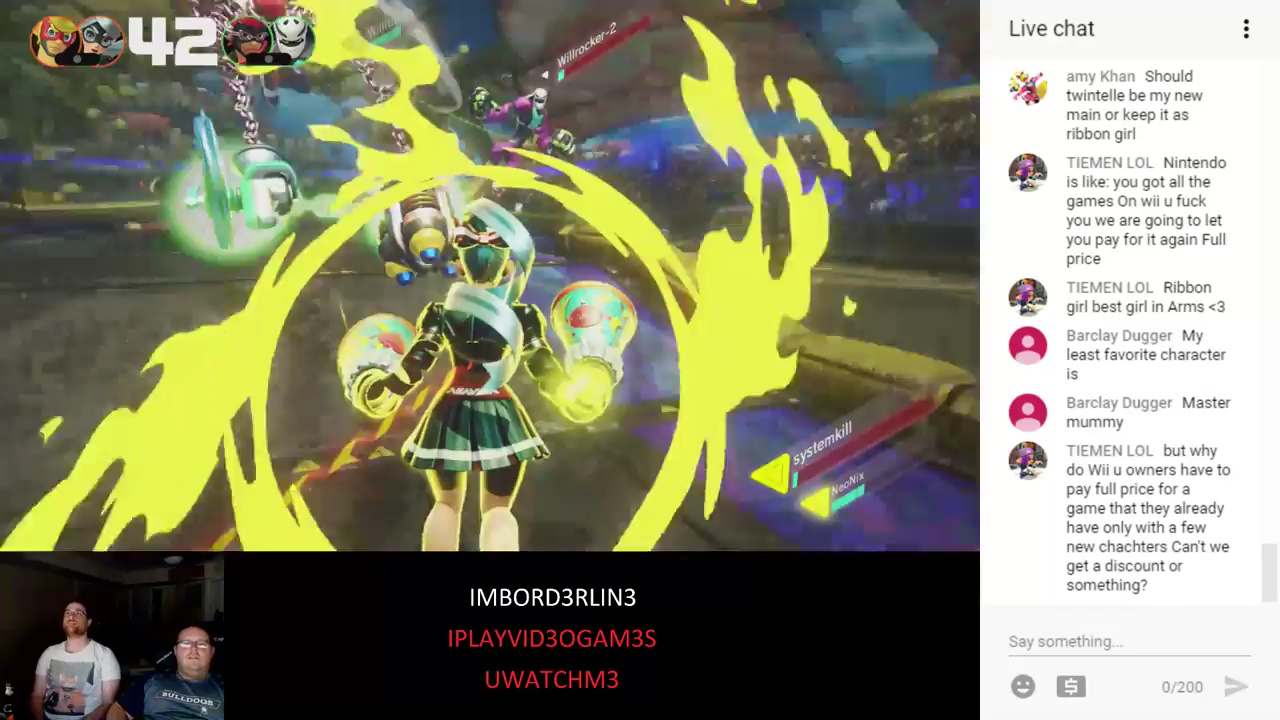 42
Willrocker-2
systemkill
NeoNix
BULLDOGS
IMBORD3RLIN3
IPLAYVID3OGAM3S
UWATCHM3
Live chat
amy Khan Should
twintelle be my new
main or keep it as
ribbon girl
TIEMEN LOL Nintendo
is like: you got all the
games On wii u fuck
you we are going to let
you pay for it again Full
price
TIEMEN LOL Ribbon
girl best girl in Arms <3
Barclay Dugger My
least favorite character
is
Barclay Dugger Master
mummy
TIEMEN LOL but why
do Wii u owners have to
pay full price for a
game that they already
have only with a few
new chachters Can't we
get a discount or
something?
Say something...
0/200